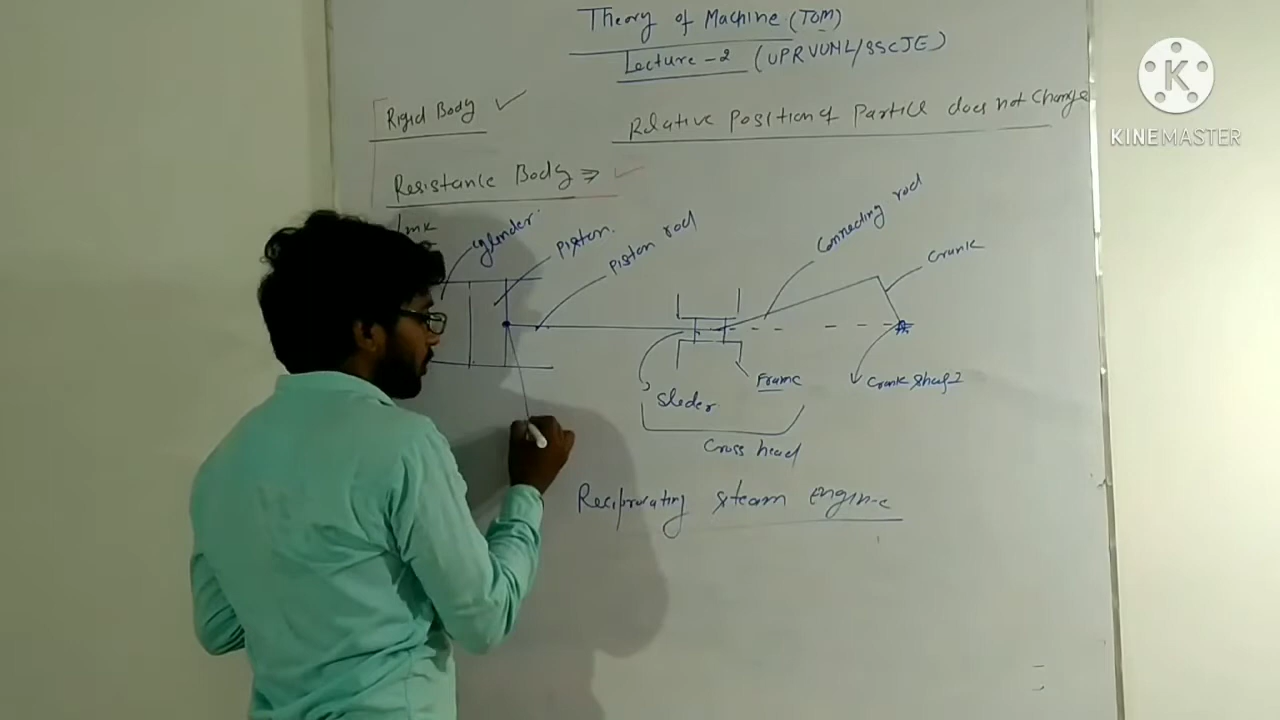 Theory of Machine (TOM)
Lecture-2 (UPRVUNL/SSCJE)
K
KINEMASTER
Rigid Body
Relative Position of Particle does not Change
Resistance Body
Link
Cylinder
Piston
Piston rod
Connecting rod
Crank
Slider
Frame
Crank Shaft
Cross head
Reciprocating steam engine